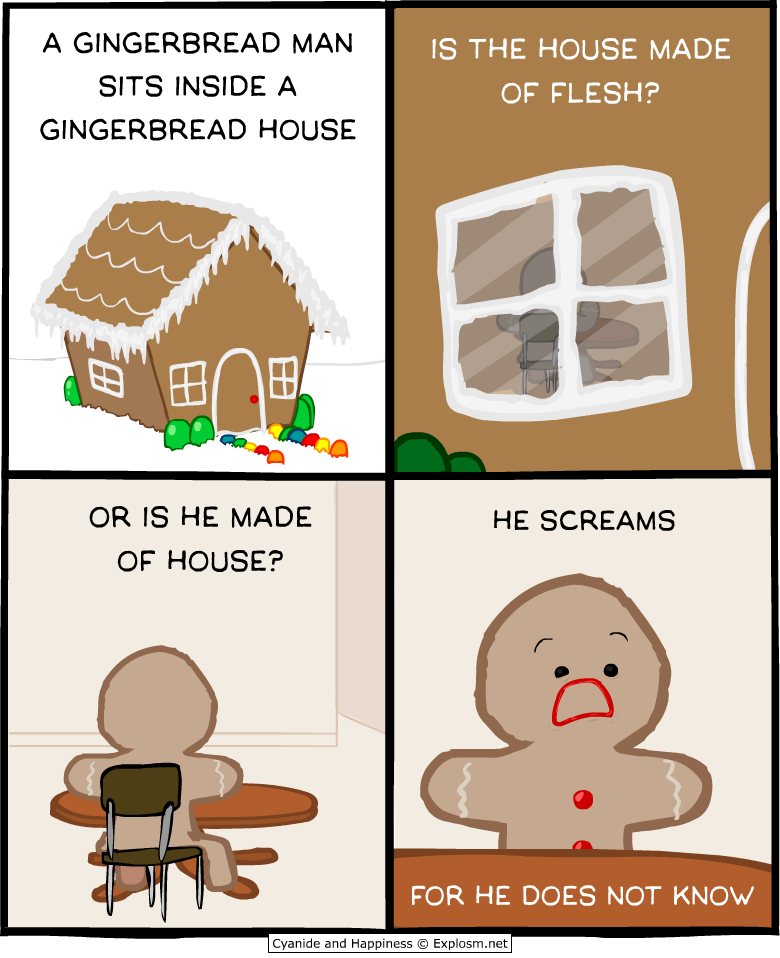 A GINGERBREAD MAN
SITS INSIDE A
GINGERBREAD HOUSE
IS THE HOUSE MADE
OF FLESH?
OR IS HE MADE
OF HOUSE?
HE SCREAMS
FOR HE DOES NOT KNOW
Cyanide and Happiness © Explosm.net